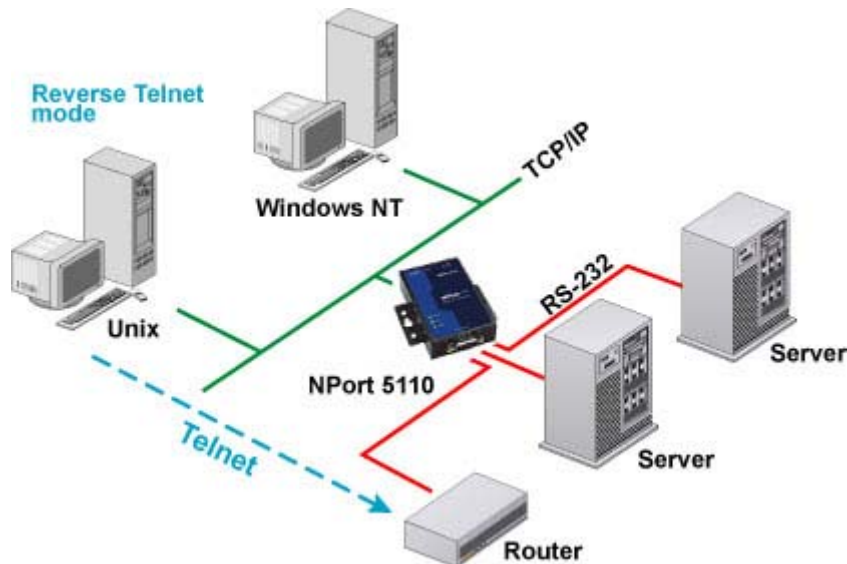 Reverse Telnet
mode
Windows NT
TCP/IP
Unix
RS-232
NPort 5110
Server
Server
Telnet
Router